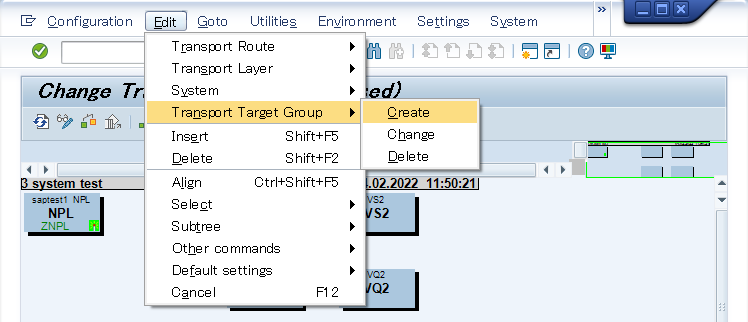 Configuration Edit Goto Utilities Environment Settings System »
Change Tra
sed)
Transport Route
Transport Layer
System
Transport Target Group
Create
Change
Delete
Insert Shift+F5
Delete Shift+F2
Align Ctrl+Shift+F5
Select
Subtree
Other commands
Default settings
Cancel F12
3 system test
.02.2022 11:50:21
saptest1 NPL
NPL
ZNPL
VS2
VS2
VQ2
VQ2